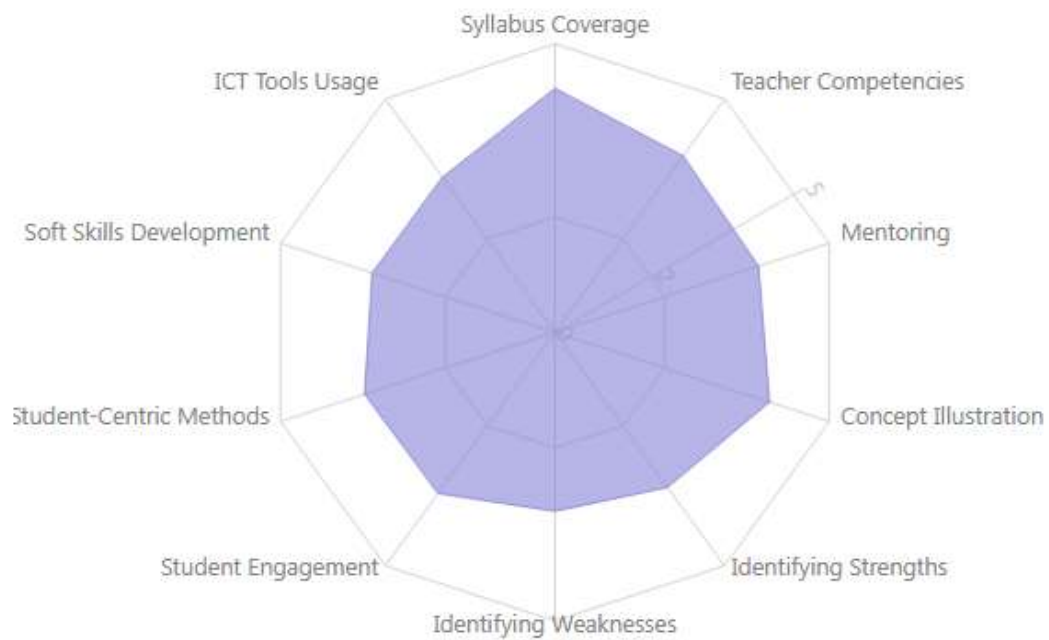 Syllabus Coverage
Teacher Competencies
ICT Tools Usage
5
Mentoring
Soft Skills Development
2
0
Student-Centric Methods
Concept Illustration
Student Engagement
Identifying Strengths
Identifying Weaknesses